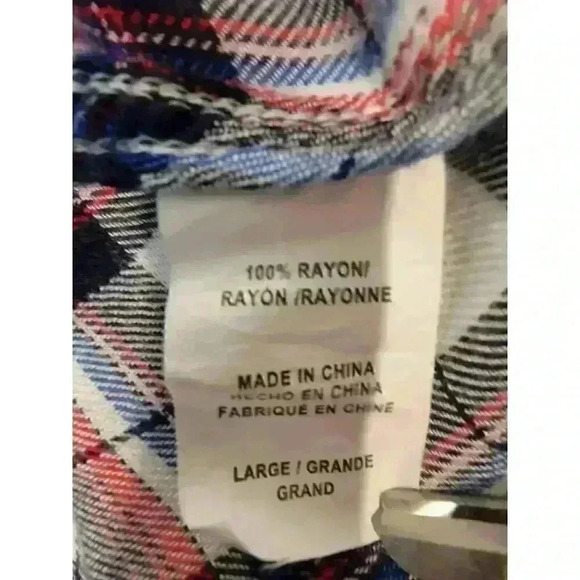 100% RAYON/
RAYÓN /RAYONNE
MADE IN CHINA
HECHO EN CHINA
FABRIQUÉ EN CHINE
LARGE / GRANDE
GRAND